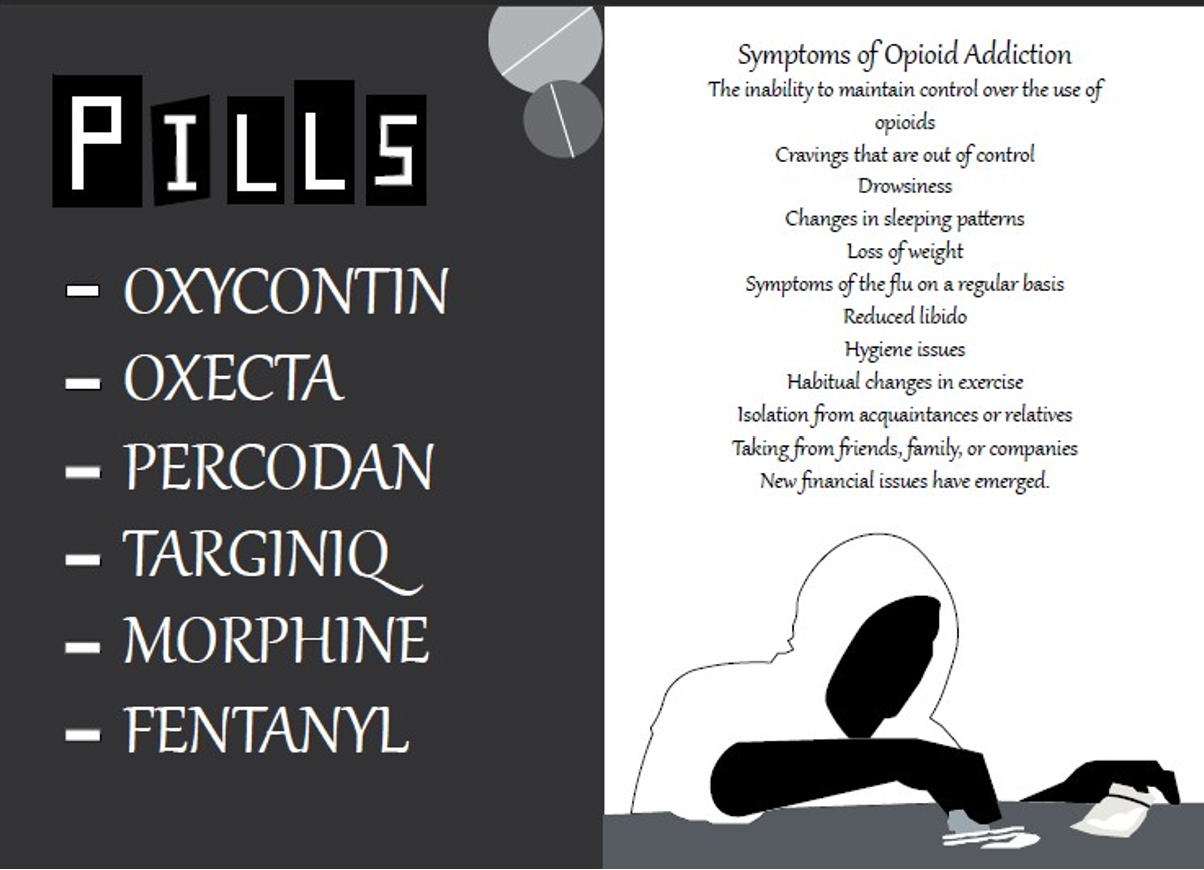 PILLS
- OXYCONTIN
- OXECTA
- PERCODAN
- TARGINIQ
- MORPHINE
- FENTANYL
Symptoms of Opioid Addiction
The inability to maintain control over the use of
opioids
Cravings that are out of control
Drowsiness
Changes in sleeping patterns
Loss of weight
Symptoms of the flu on a regular basis
Reduced libido
Hygiene issues
Habitual changes in exercise
Isolation from acquaintances or relatives
Taking from friends, family, or companies
New financial issues have emerged.